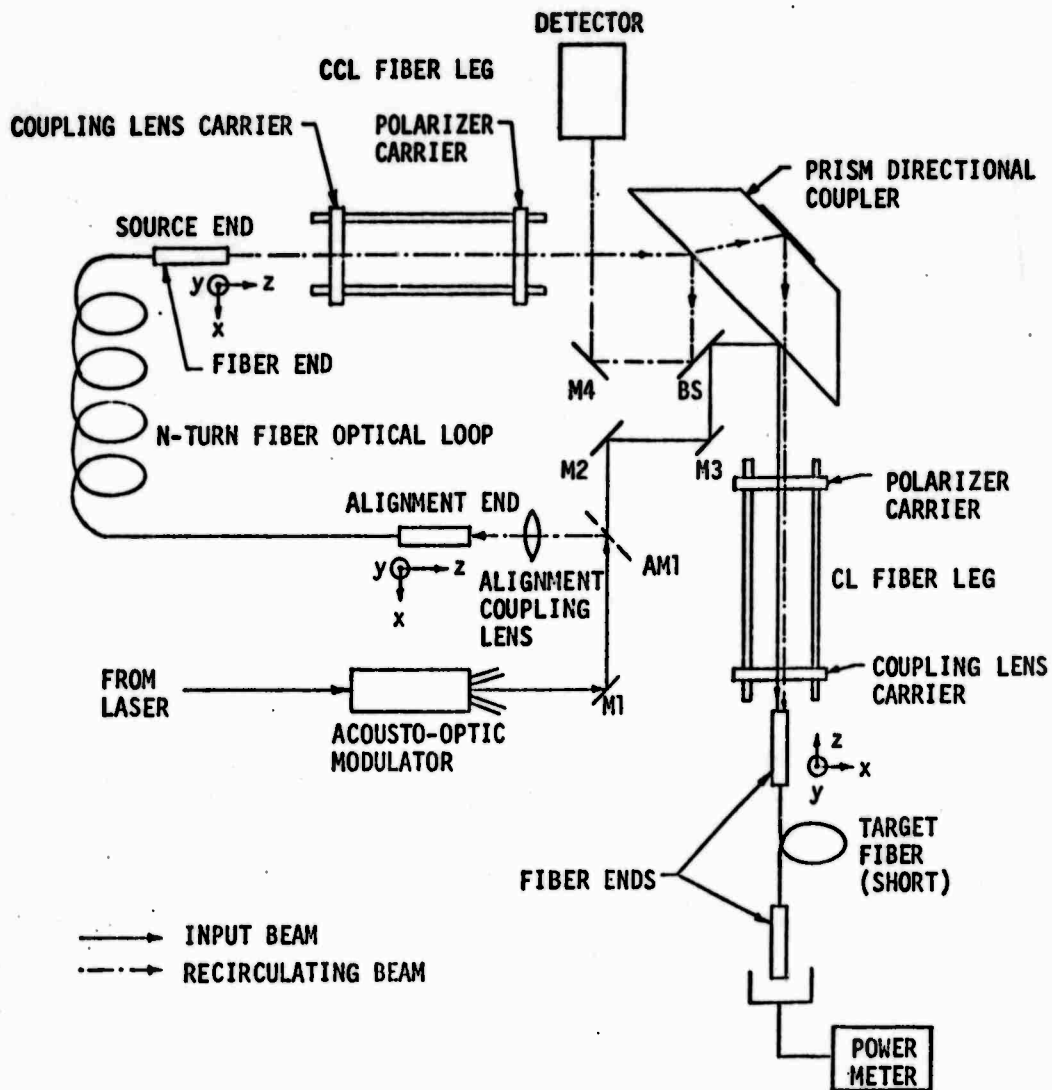 DETECTOR
CCL FIBER LEG
COUPLING LENS CARRIER
POLARIZER
CARRIER
PRISM DIRECTIONAL
COUPLER
SOURCE END
y
z
x
FIBER END
M4
BS
N-TURN FIBER OPTICAL LOOP
M2
M3
ALIGNMENT END
POLARIZER
CARRIER
AM1
y
z
x
ALIGNMENT
COUPLING
LENS
CL FIBER LEG
FROM
LASER
M1
COUPLING LENS
CARRIER
ACOUSTO-OPTIC
MODULATOR
z
x
y
TARGET
FIBER
(SHORT)
FIBER ENDS
INPUT BEAM
RECIRCULATING BEAM
POWER
METER